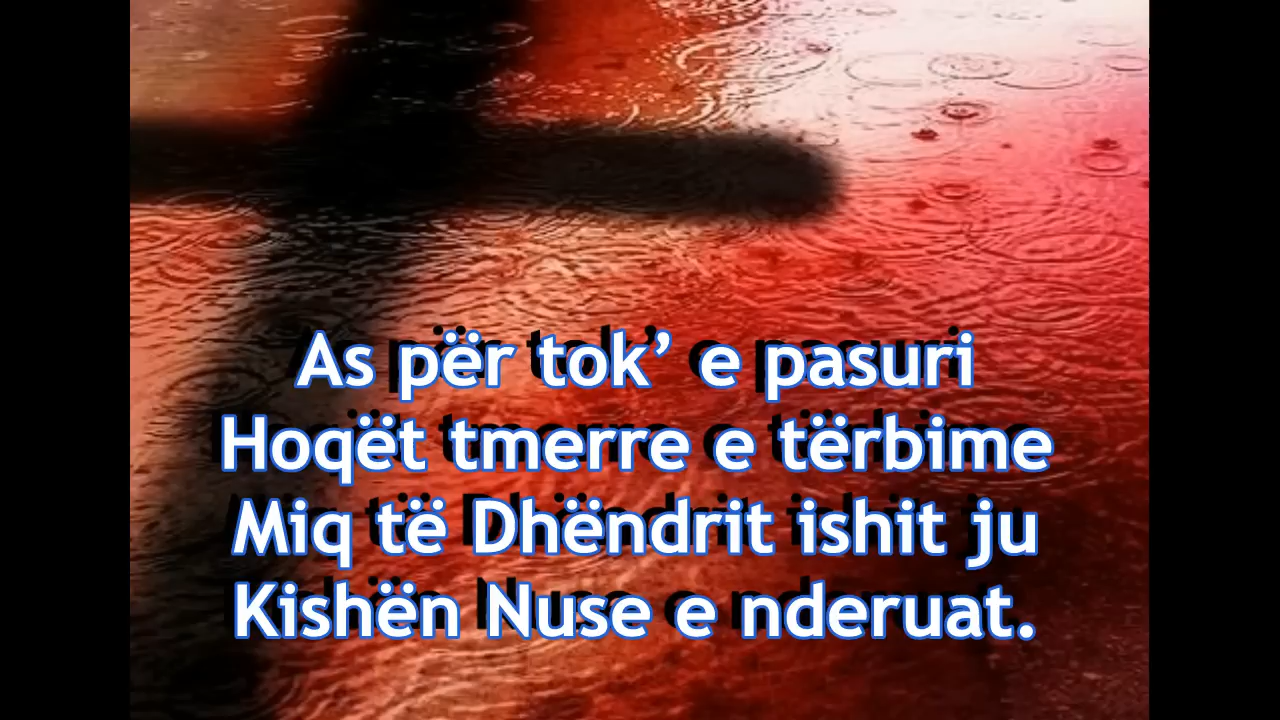 As për tok’ e pasuri
Hoqët tmerre e tërbime
Miq të Dhëndrit ishit ju
Kishën Nuse e nderuat.